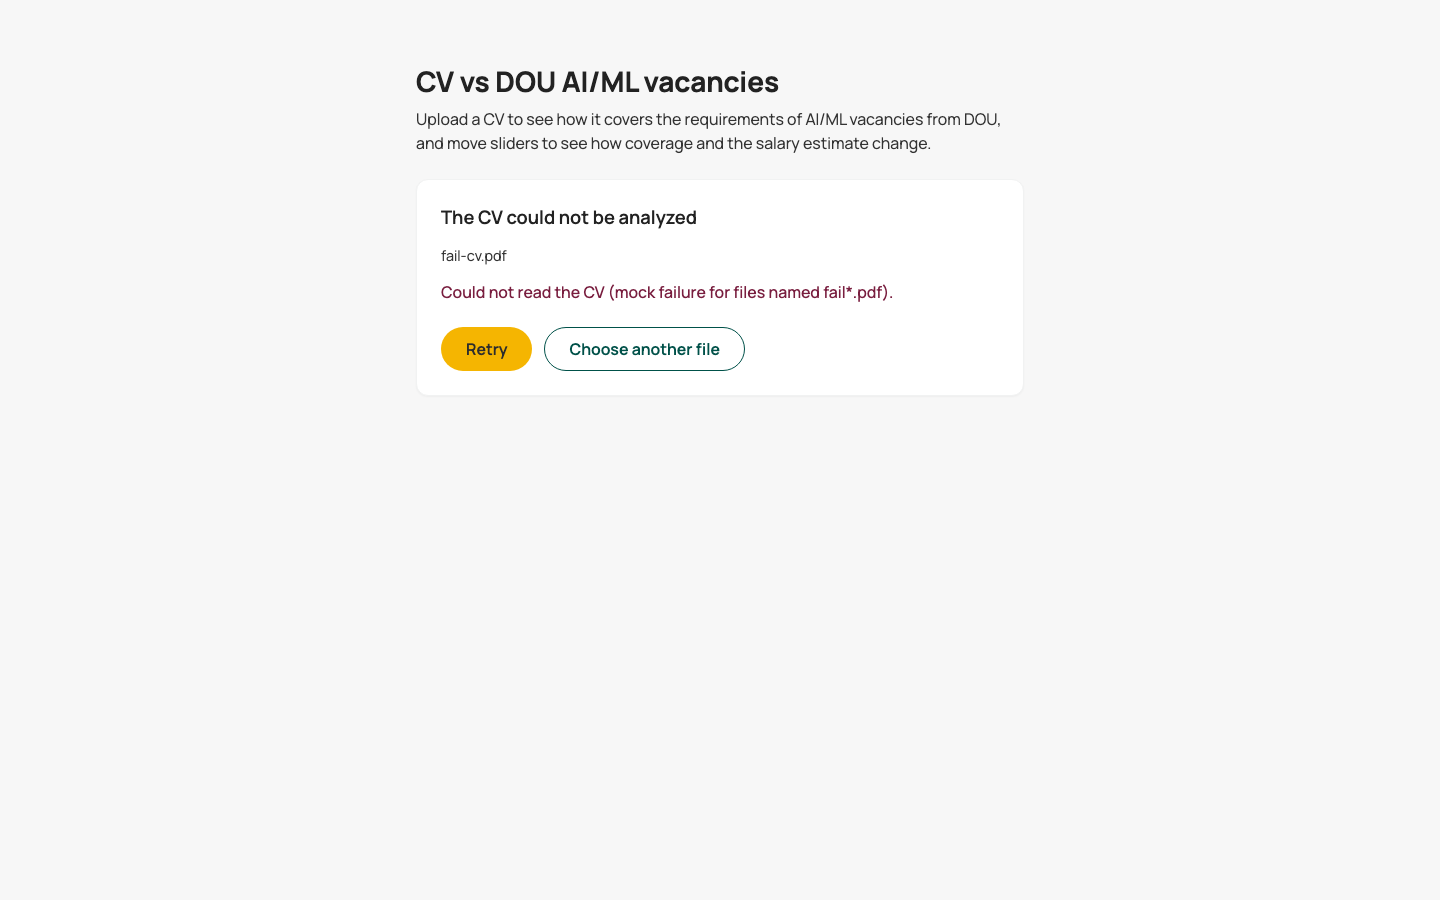 CV vs DOU AI/ML vacancies
Upload a CV to see how it covers the requirements of AI/ML vacancies from DOU,
and move sliders to see how coverage and the salary estimate change.
The CV could not be analyzed
fail-cv.pdf
Could not read the CV (mock failure for files named fail*.pdf).
Retry
Choose another file